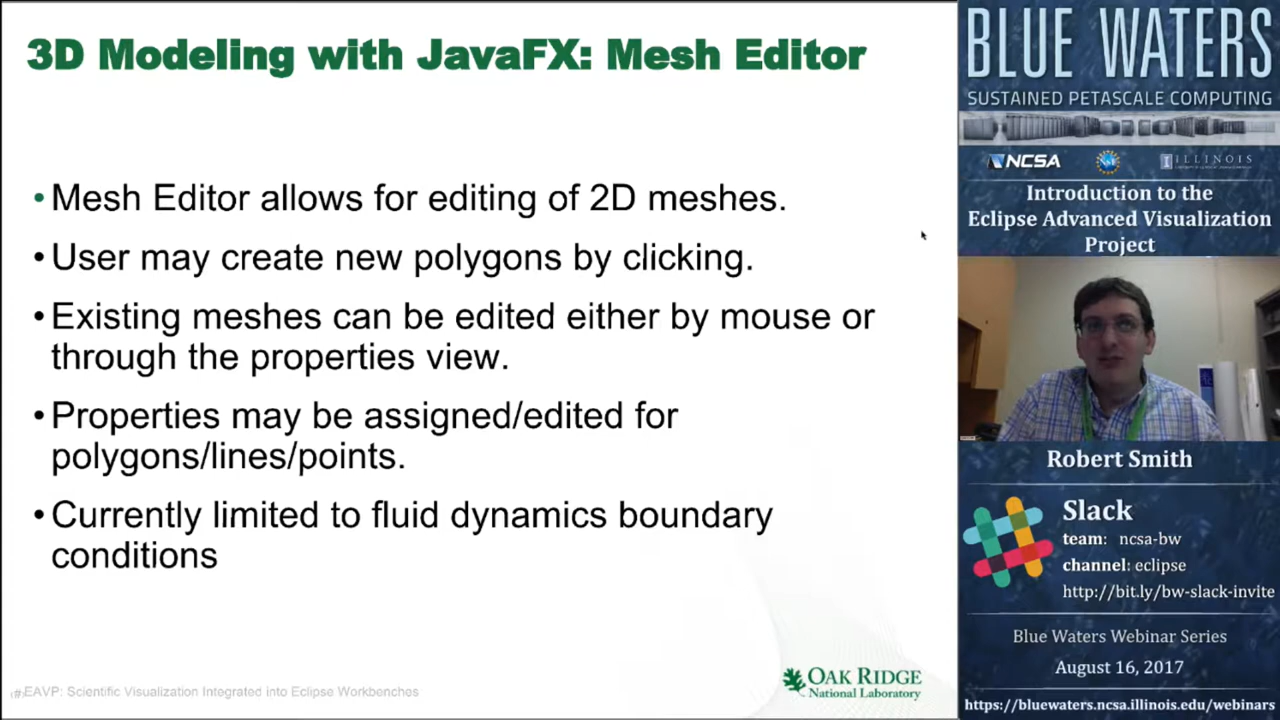 3D Modeling with JavaFX: Mesh Editor
• Mesh Editor allows for editing of 2D meshes.
• User may create new polygons by clicking.
• Existing meshes can be edited either by mouse or
through the properties view.
• Properties may be assigned/edited for
polygons/lines/points.
• Currently limited to fluid dynamics boundary
conditions
EAVP: Scientific Visualization Integrated into Eclipse Workbenches
OAK RIDGE
National Laboratory
BLUE WATERS
SUSTAINED PETASCALE COMPUTING
NCSA
ILLINOIS
Introduction to the
Eclipse Advanced Visualization
Project
Robert Smith
Slack
team: ncsa-bw
channel: eclipse
http://bit.ly/bw-slack-invite
Blue Waters Webinar Series
August 16, 2017
https://bluewaters.ncsa.illinois.edu/webinars